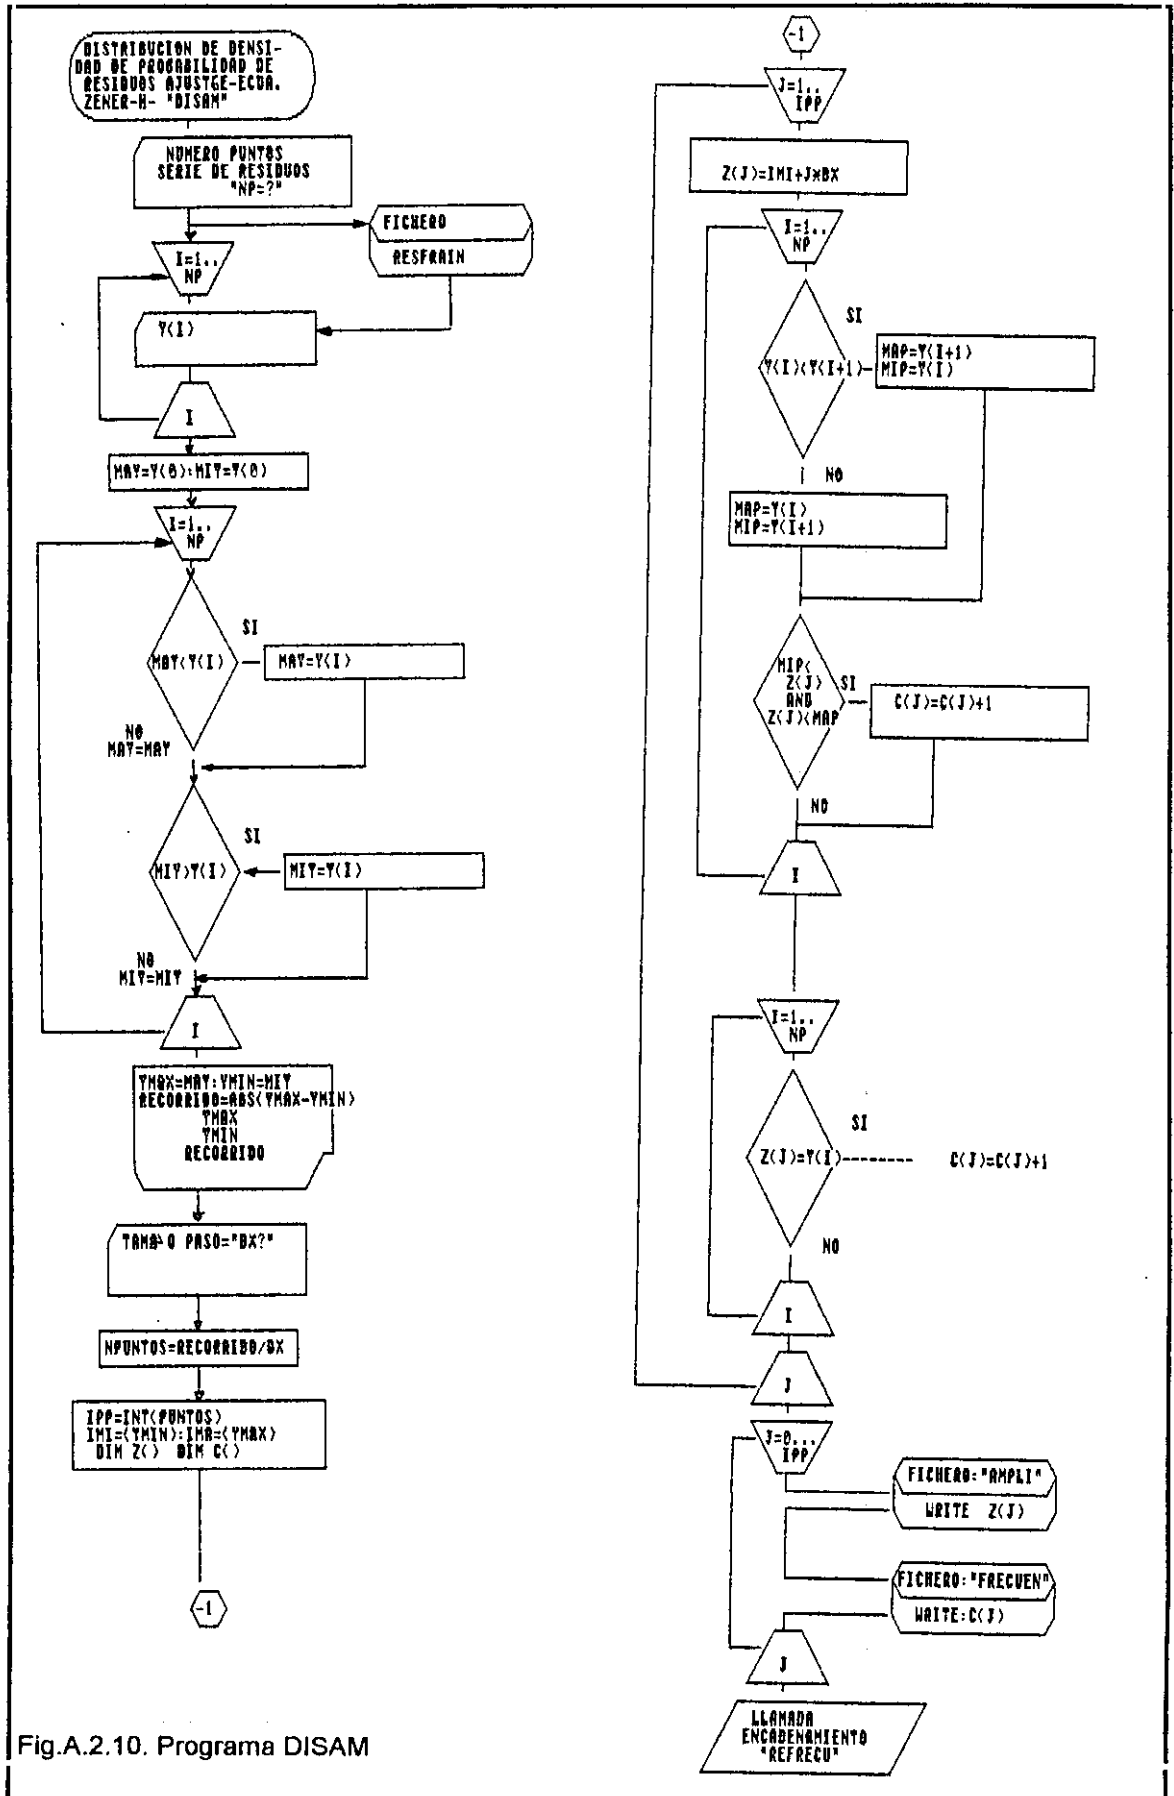 DISTRIBUCION DE DENSI-
DAD DE PROBABILIDAD DE
RESIDUOS AJUSTGE-ECUA.
ZENER-H- "DISAM"
NUMERO PUNTOS
SERIE DE RESIDUOS
"NP=?"
FICHERO
RESFRAIN
I=1..
NP
Y(I)
I
MAY=Y(0):MIY=Y(0)
I=1..
NP
SI
MAY<Y(I)
MAY=Y(I)
NO
MAY=MAY
SI
MIY>Y(I)
MIY=Y(I)
NO
MIY=MIY
I
YMAX=MAY:YMIN=MIY
RECORRIDO=ABS(YMAX-YMIN)
YMAX
YMIN
RECORRIDO
O PASO="BX?"
NPUNTOS=RECORRIDO/BX
IPP=INT(PUNTOS)
IMI=(YMIN):IMA=(YMAX)
DIM Z() DIM C()
-1
-1
J=1..
IPP
Z(J)=IMI+J*BX
I=1..
NP
SI
Y(I)<Y(I+1)
MAP=Y(I+1)
MIP=Y(I)
NO
MAP=Y(I)
MIP=Y(I+1)
MIP<
Z(J)
AND
Z(J)<MAP
SI
C(J)=C(J)+1
NO
I
I=1..
NP
SI
Z(J)=Y(I)--------
C(J)=C(J)+1
NO
I
J
J=0...
IPP
FICHERO:"AMPLI"
WRITE Z(J)
FICHERO:"FRECUEN"
WRITE:C(J)
J
LLAMADA
ENCADENAMIENTO
"REFRECU"
Fig.A.2.10. Programa DISAM